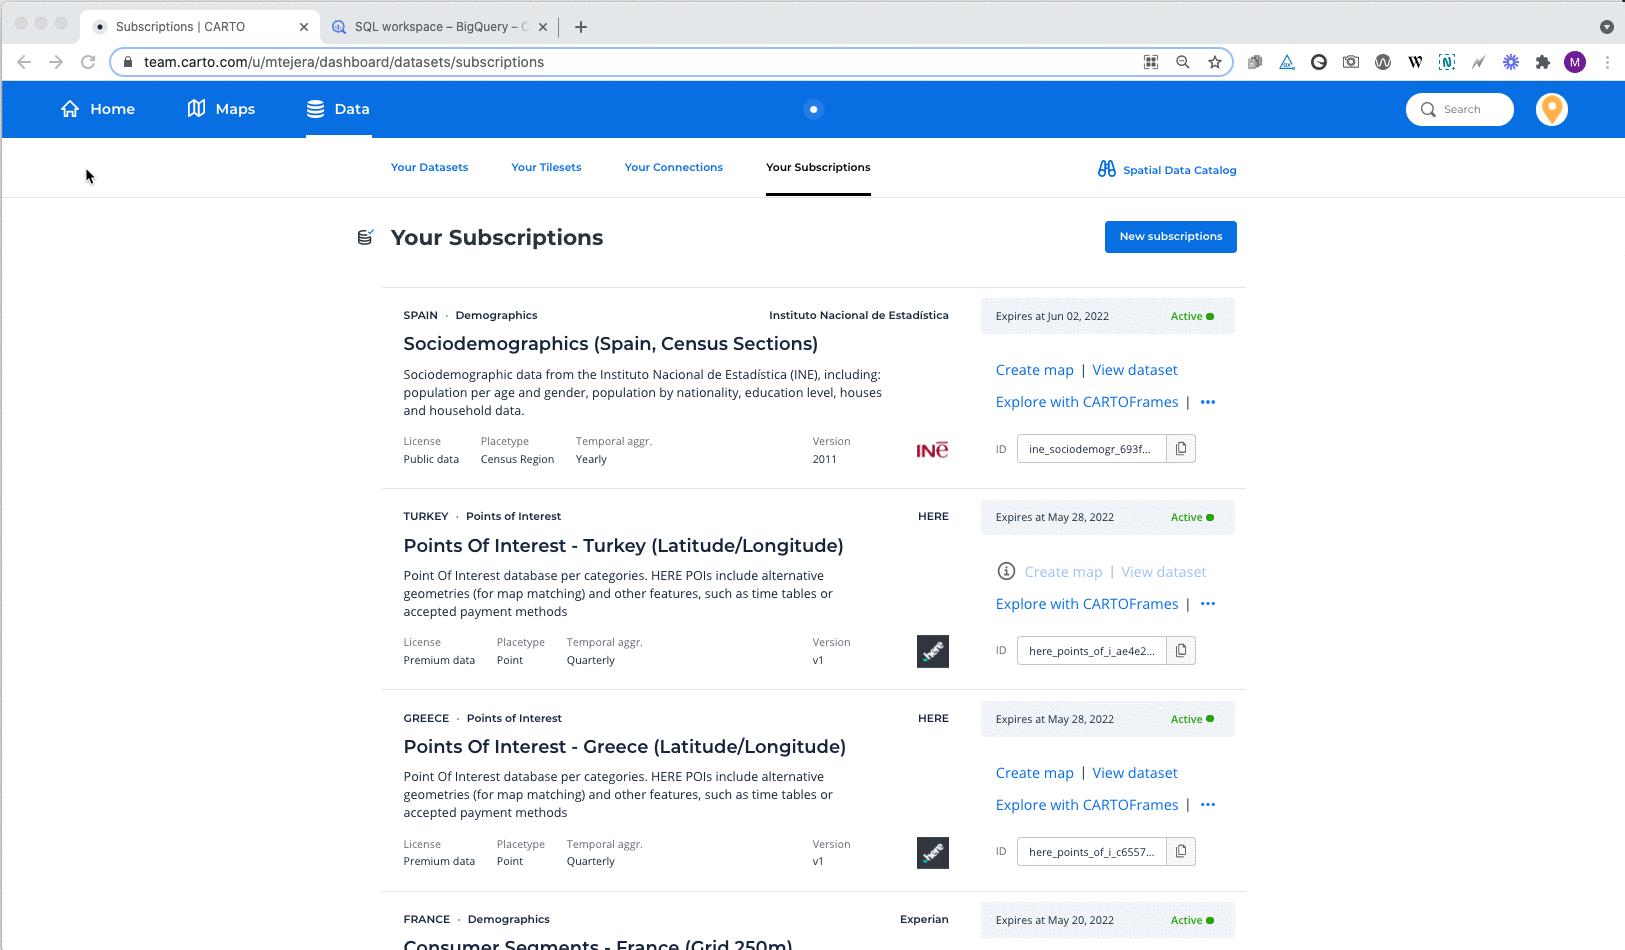 Subscriptions | CARTO
SQL workspace – BigQuery –
team.carto.com/u/mtejera/dashboard/datasets/subscriptions
M
Home
Maps
Data
Search
Your Datasets
Your Tilesets
Your Connections
Your Subscriptions
Spatial Data Catalog
Your Subscriptions
New subscriptions
SPAIN · Demographics
Instituto Nacional de Estadística
Expires at Jun 02, 2022
Active
Sociodemographics (Spain, Census Sections)
Sociodemographic data from the Instituto Nacional de Estadística (INE), including:
population per age and gender, population by nationality, education level, houses
and household data.
Create map | View dataset
Explore with CARTOFrames | •••
License
Placetype
Temporal aggr.
Version
Public data
Census Region
Yearly
2011
INe
ID
ine_sociodemogr_693f...
TURKEY · Points of Interest
HERE
Expires at May 28, 2022
Active
Points Of Interest - Turkey (Latitude/Longitude)
Point Of Interest database per categories. HERE POIs include alternative
geometries (for map matching) and other features, such as time tables or
accepted payment methods
Create map | View dataset
Explore with CARTOFrames | •••
License
Placetype
Temporal aggr.
Version
Premium data
Point
Quarterly
v1
here
ID
here_points_of_i_ae4e2...
GREECE · Points of Interest
HERE
Expires at May 28, 2022
Active
Points Of Interest - Greece (Latitude/Longitude)
Point Of Interest database per categories. HERE POIs include alternative
geometries (for map matching) and other features, such as time tables or
accepted payment methods
Create map | View dataset
Explore with CARTOFrames | •••
License
Placetype
Temporal aggr.
Version
Premium data
Point
Quarterly
v1
here
ID
here_points_of_i_c6557...
FRANCE · Demographics
Experian
Expires at May 20, 2022
Active
Consumer Segments - France (Grid 250m)